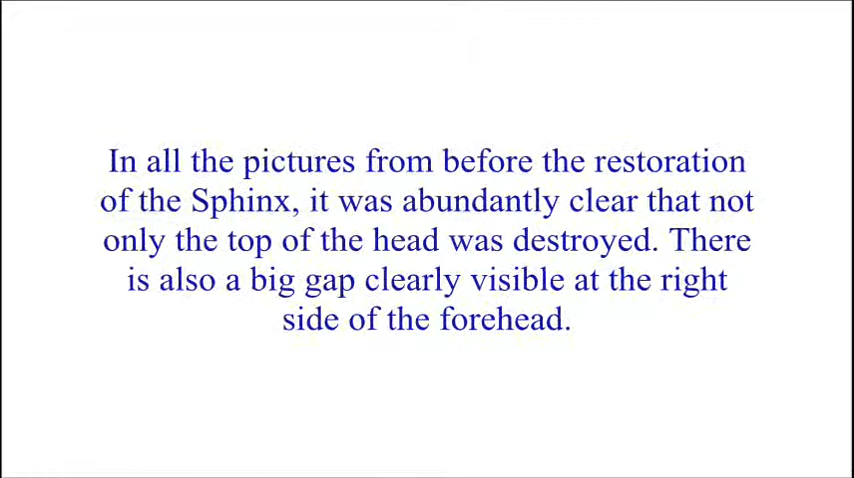 In all the pictures from before the restoration
of the Sphinx, it was abundantly clear that not
only the top of the head was destroyed. There
is also a big gap clearly visible at the right
side of the forehead.